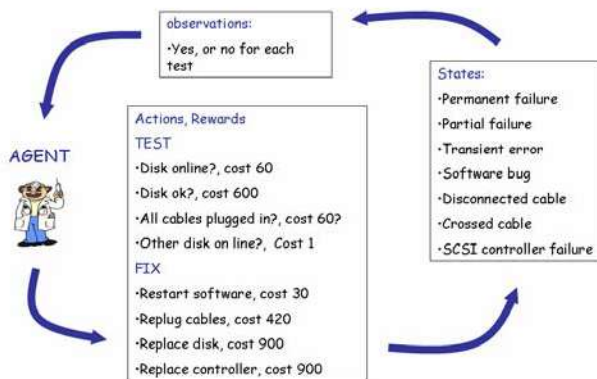 observations:
•Yes, or no for each
test
States:
•Permanent failure
•Partial failure
•Transient error
•Software bug
•Disconnected cable
•Crossed cable
•SCSI controller failure
AGENT
Actions, Rewards
TEST
•Disk online?, cost 60
•Disk ok?, cost 600
•All cables plugged in?, cost 60?
•Other disk on line?, Cost 1
FIX
•Restart software, cost 30
•Replug cables, cost 420
•Replace disk, cost 900
•Replace controller, cost 900